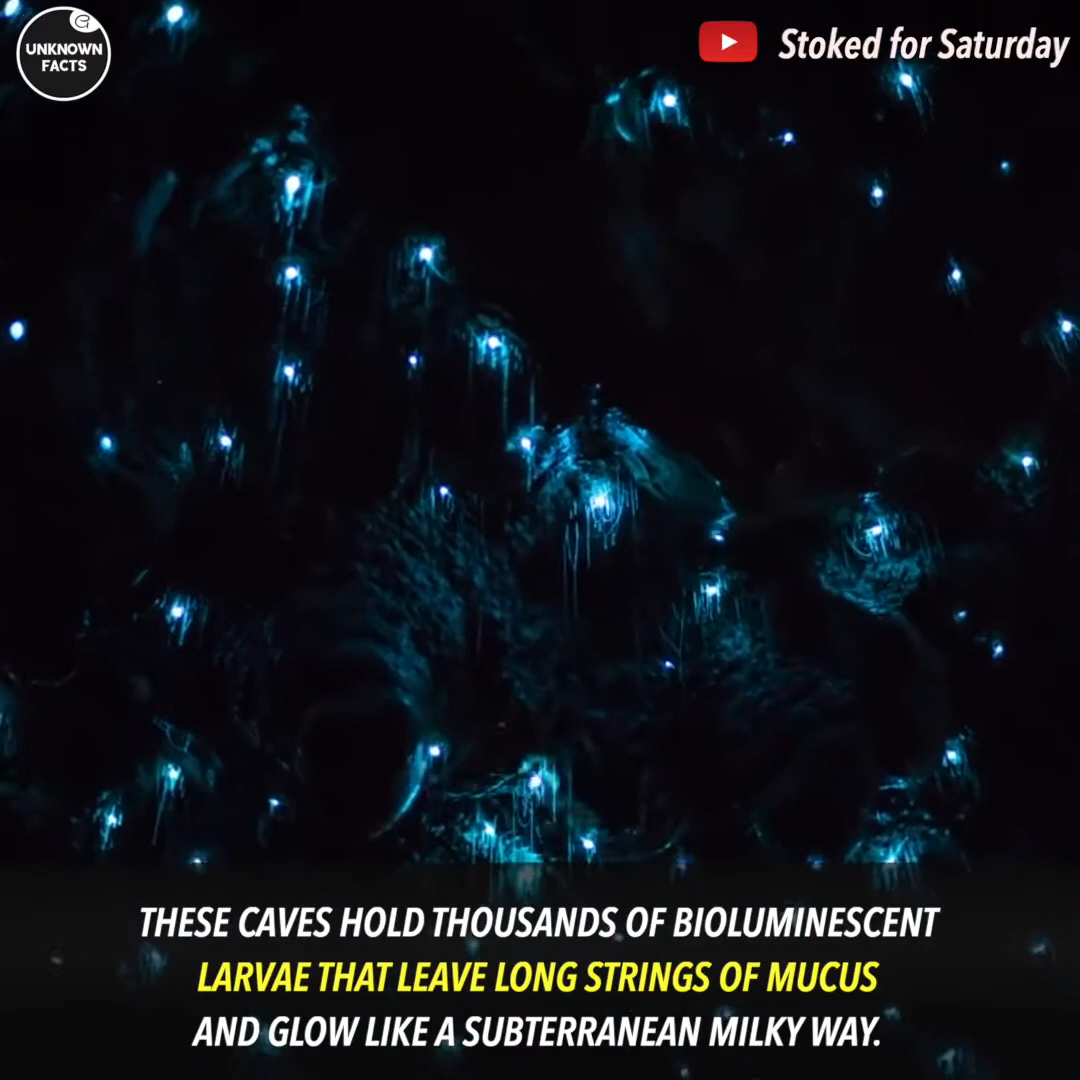 UNKNOWN
FACTS
Stoked for Saturday
THESE CAVES HOLD THOUSANDS OF BIOLUMINESCENT
LARVAE THAT LEAVE LONG STRINGS OF MUCUS
AND GLOW LIKE A SUBTERRANEAN MILKY WAY.